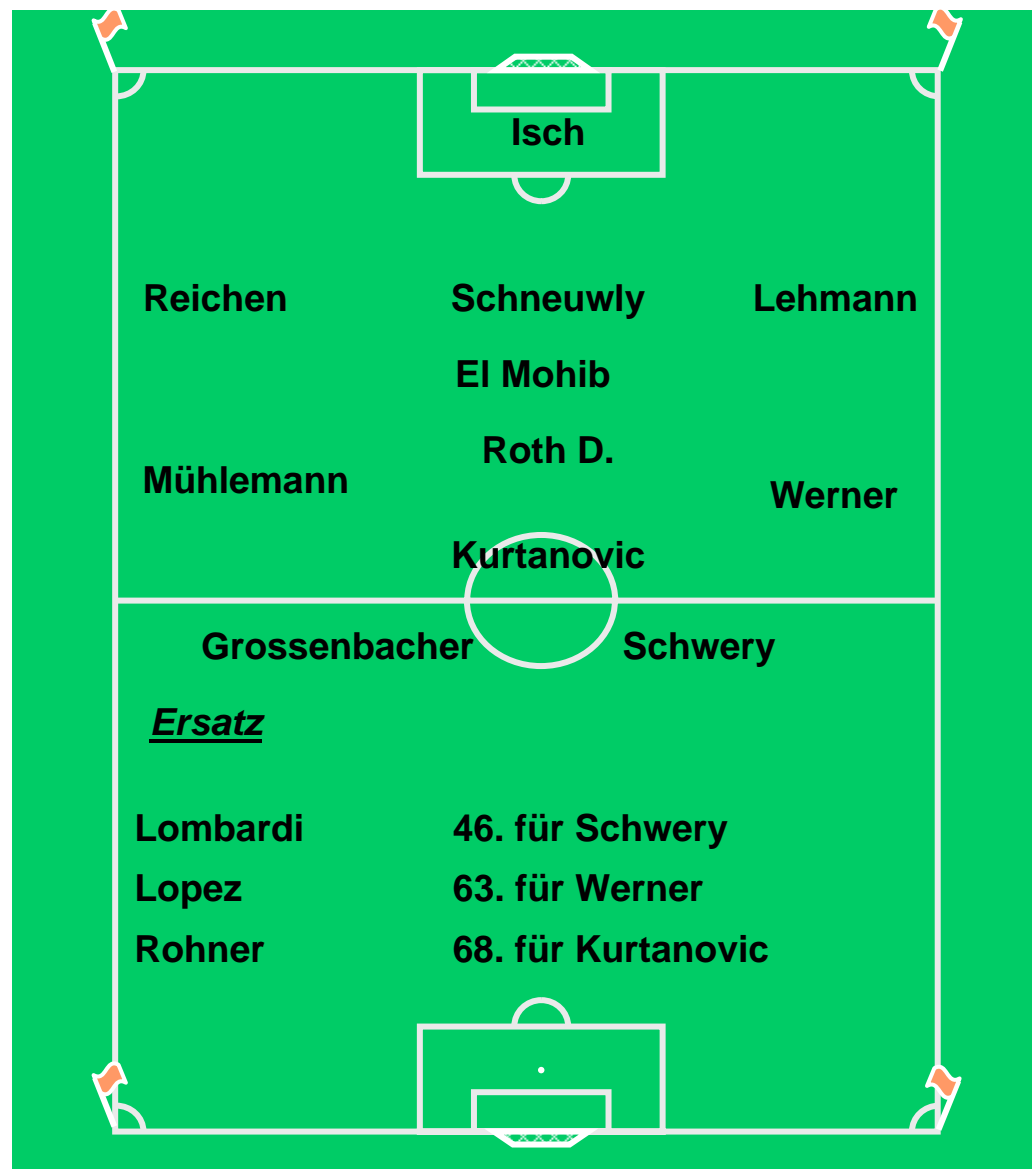 Isch
Reichen Schneuwly Lehmann
El Mohib
Roth D.
Mühlemann
Werner
Kurtanovic
Grossenbacher Schwery
Ersatz
Lombardi 46. für Schwery
Lopez 63. für Werner
Rohner 68. für Kurtanovic